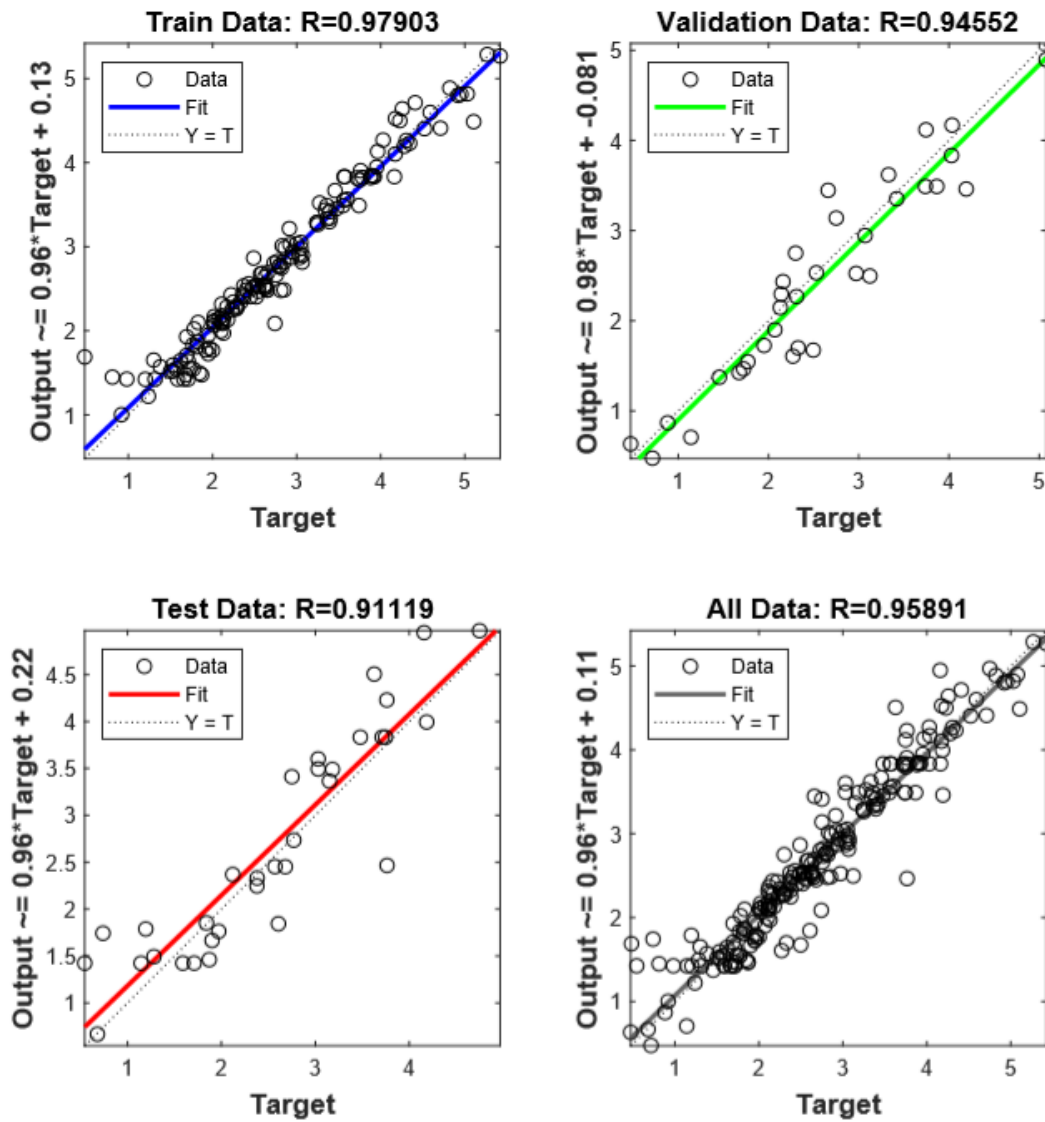 Train Data: R=0.97903
Output ~= 0.96*Target + 0.13
5
4
3
2
1
Data
Fit
Y = T
1 2 3 4 5
Target
Validation Data: R=0.94552
Output ~= 0.98*Target + -0.081
5
4
3
2
1
Data
Fit
Y = T
1 2 3 4 5
Target
Test Data: R=0.91119
Output ~= 0.96*Target + 0.22
4.5
4
3.5
3
2.5
2
1.5
1
Data
Fit
Y = T
1 2 3 4
Target
All Data: R=0.95891
Output ~= 0.96*Target + 0.11
5
4
3
2
1
Data
Fit
Y = T
1 2 3 4 5
Target